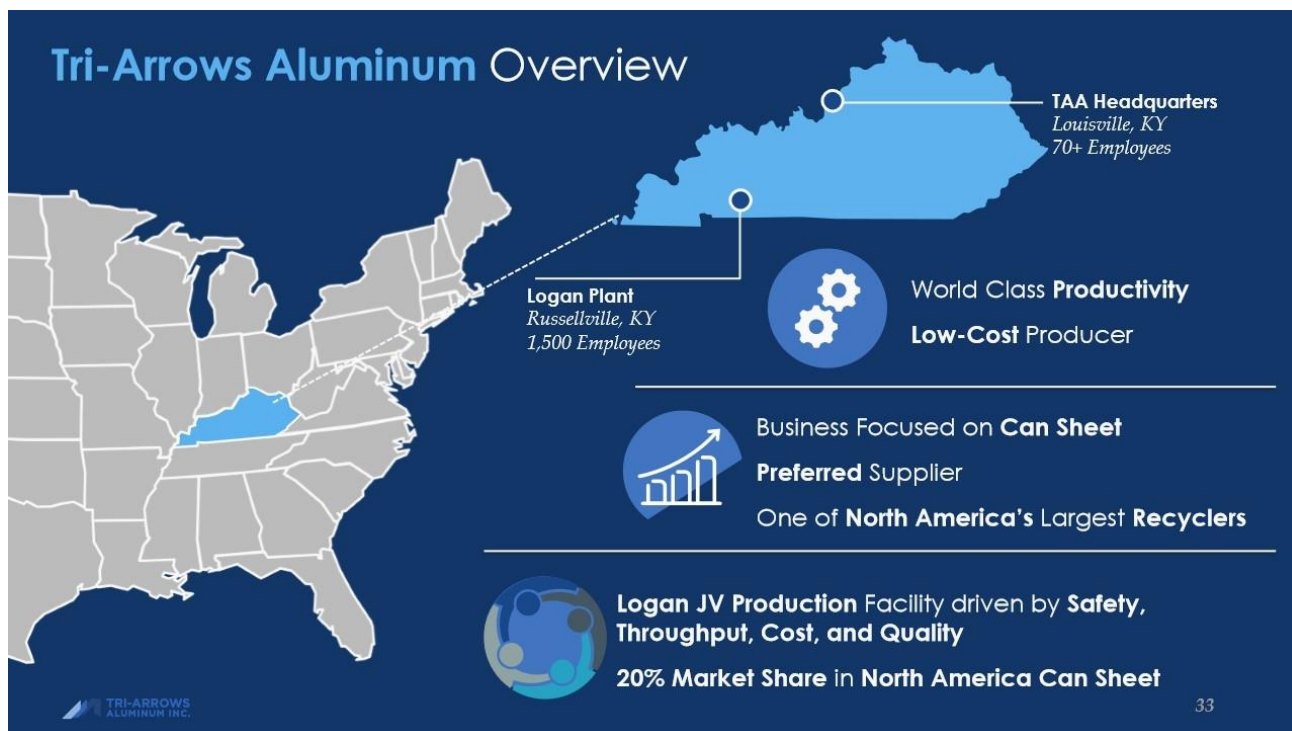 Tri-Arrows Aluminum Overview
TAA Headquarters
Louisville, KY
70+ Employees
Logan Plant
Russellville, KY
1,500 Employees
World Class Productivity
Low-Cost Producer
Business Focused on Can Sheet
Preferred Supplier
One of North America's Largest Recyclers
Logan JV Production Facility driven by Safety,
Throughput, Cost, and Quality
20% Market Share in North America Can Sheet
TRI-ARROWS
ALUMINUM INC.
33